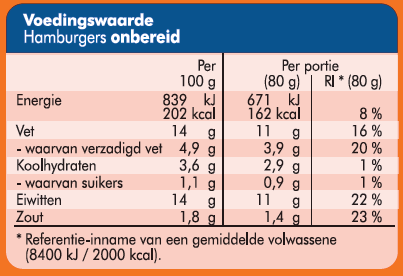 Voedingswaarde
Hamburgers onbereid
Per Per portie
100 g (80 g) RI * (80 g)
Energie 839 kJ 671 kJ
202 kcal 162 kcal 8 %
Vet 14 g 11 g 16 %
- waarvan verzadigd vet 4,9 g 3,9 g 20 %
Koolhydraten 3,6 g 2,9 g 1 %
- waarvan suikers 1,1 g 0,9 g 1 %
Eiwitten 14 g 11 g 22 %
Zout 1,8 g 1,4 g 23 %
* Referentie-inname van een gemiddelde volwassene
(8400 kJ / 2000 kcal).